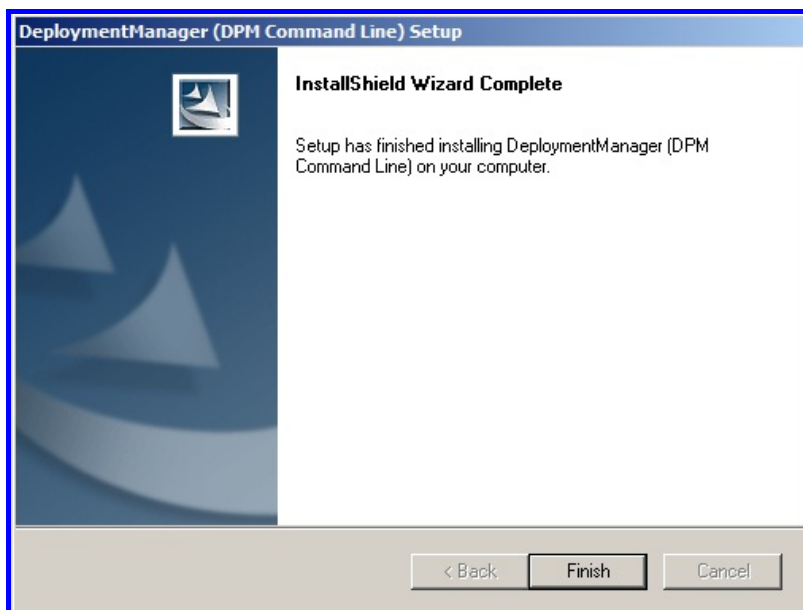 DeploymentManager (DPM Command Line) Setup
InstallShield Wizard Complete
Setup has finished installing DeploymentManager (DPM
Command Line) on your computer.
< Back
Finish
Cancel